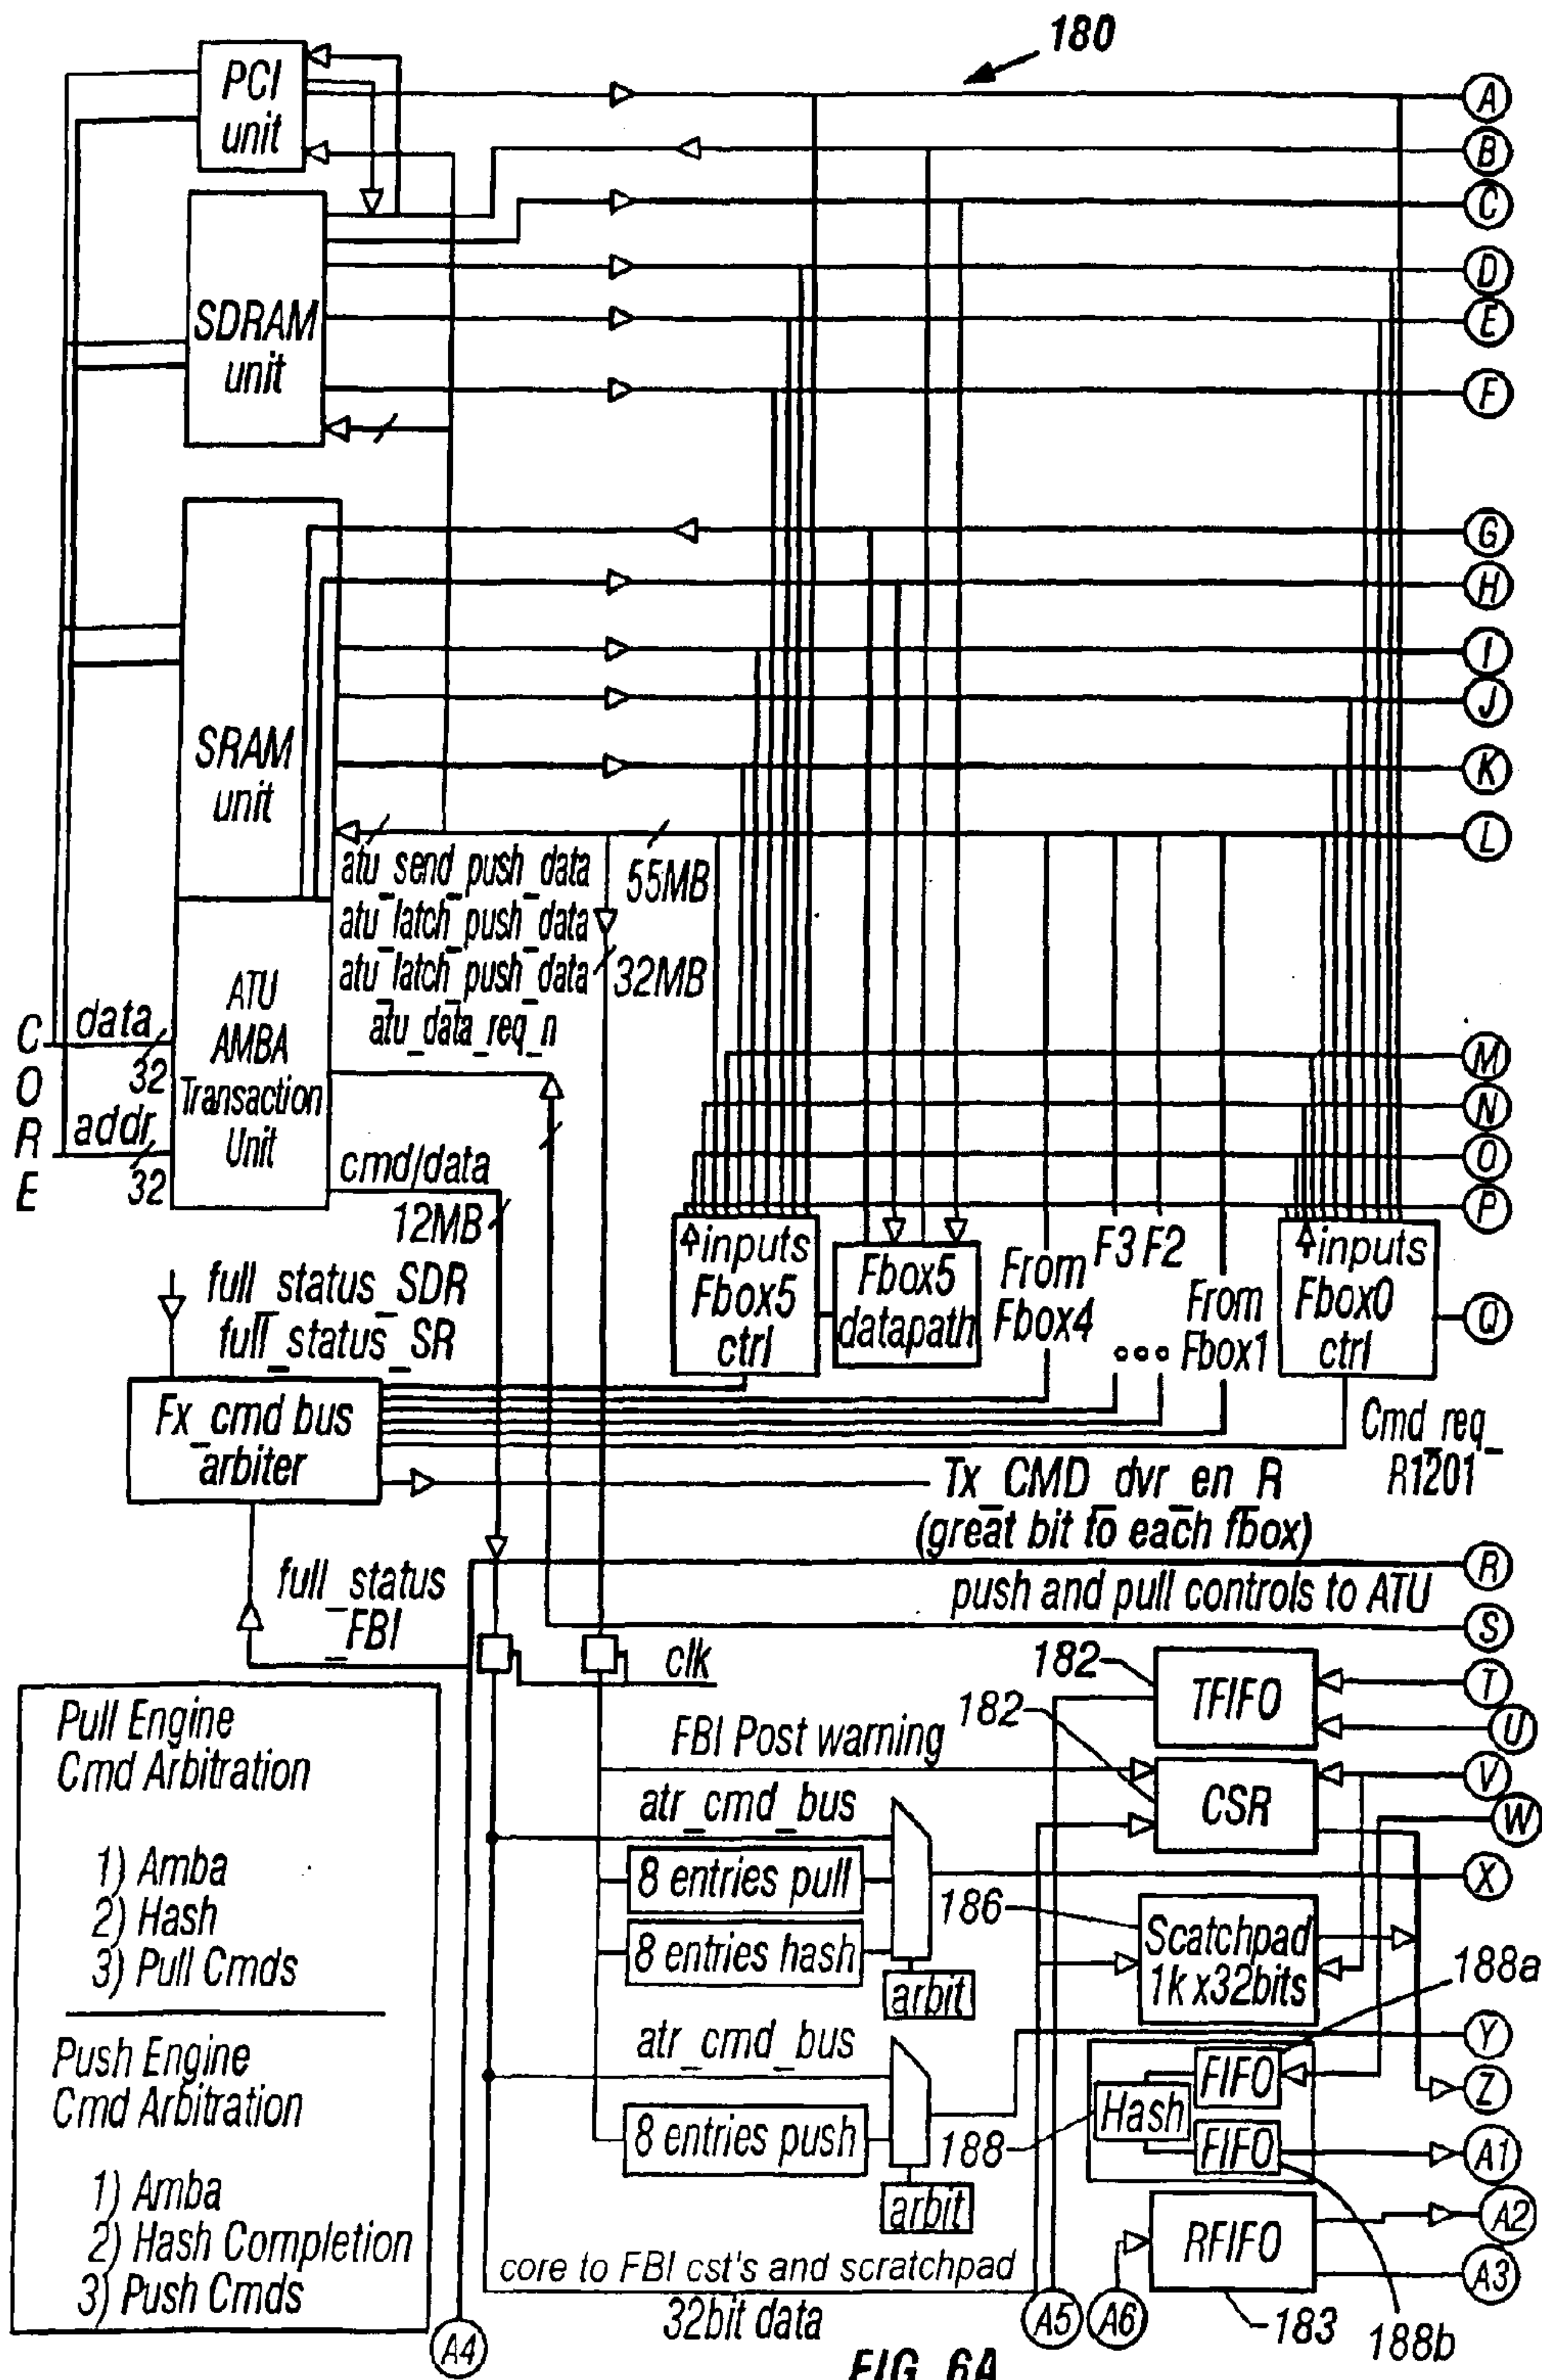 180
PCI
unit
A
B
C
SDRAM
unit
D
E
F
G
H
I
J
K
L
SRAM
unit
atu_send_push_data
atu_latch_push_data
atu_latch_push_data
atu_data_req_n
55MB
32MB
ATU
AMBA
Transaction
Unit
CORE
data
32
addr
32
cmd/data
12MB
M
N
O
P
inputs
Fbox5
ctrl
Fbox5
datapath
From
Fbox4
F3 F2
From
Fbox1
inputs
Fbox0
ctrl
Q
full_status_SDR
full_status_SR
Fx_cmd bus
arbiter
Cmd_req_
R1201
Tx_CMD_dvr_en_R
(great bit to each fbox)
R
full_status
_FBI
push and pull controls to ATU
S
clk
182
TFIFO
T
U
Pull Engine
Cmd Arbitration
1) Amba
2) Hash
3) Pull Cmds
Push Engine
Cmd Arbitration
1) Amba
2) Hash Completion
3) Push Cmds
FBI Post warning
182
CSR
V
W
atr_cmd_bus
8 entries pull
8 entries hash
arbit
X
186
Scatchpad
1k x32bits
188a
atr_cmd_bus
8 entries push
arbit
Y
FIFO
Hash
FIFO
188
Z
A1
RFIFO
A2
A3
core to FBI cst's and scratchpad
32bit data
A4
A5
A6
183
188b
FIG. 6A